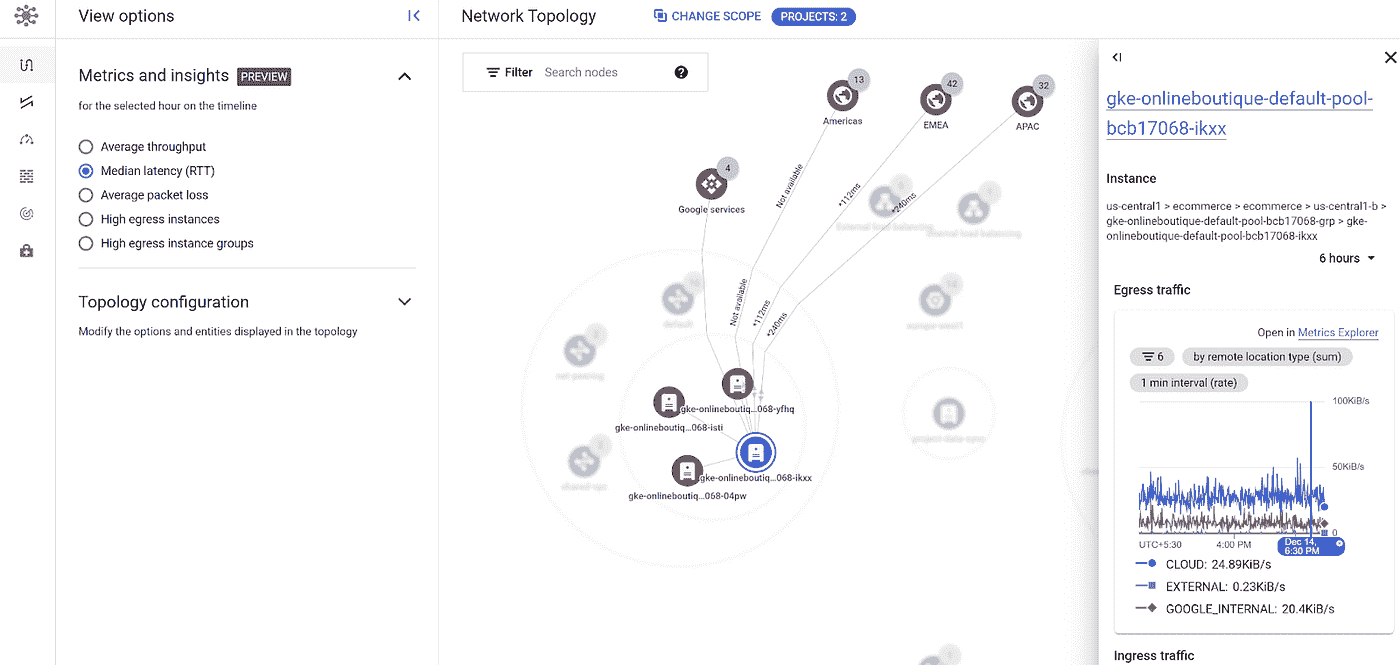 View options
Network Topology
CHANGE SCOPE
PROJECTS: 2
Metrics and insights PREVIEW
for the selected hour on the timeline
Average throughput
Median latency (RTT)
Average packet loss
High egress instances
High egress instance groups
Topology configuration
Modify the options and entities displayed in the topology
Filter Search nodes
13
Americas
42
EMEA
32
APAC
4
Google services
Not available
*112ms
*240ms
Not available
*112ms
*240ms
default
gke-onlineboutiq...068-yfhq
gke-onlineboutiq...068-isti
gke-onlineboutiq...068-ikxx
gke-onlineboutiq...068-04pw
gke-onlineboutique-default-pool-
bcb17068-ikxx
Instance
us-central1 > ecommerce > ecommerce > us-central1-b >
gke-onlineboutique-default-pool-bcb17068-grp > gke-
onlineboutique-default-pool-bcb17068-ikxx
6 hours
Egress traffic
Open in Metrics Explorer
6
by remote location type (sum)
1 min interval (rate)
100KiB/s
50KiB/s
0
UTC+5:30
4:00 PM
Dec 14,
6:30 PM
CLOUD: 24.89KiB/s
EXTERNAL: 0.23KiB/s
GOOGLE_INTERNAL: 20.4KiB/s
Ingress traffic